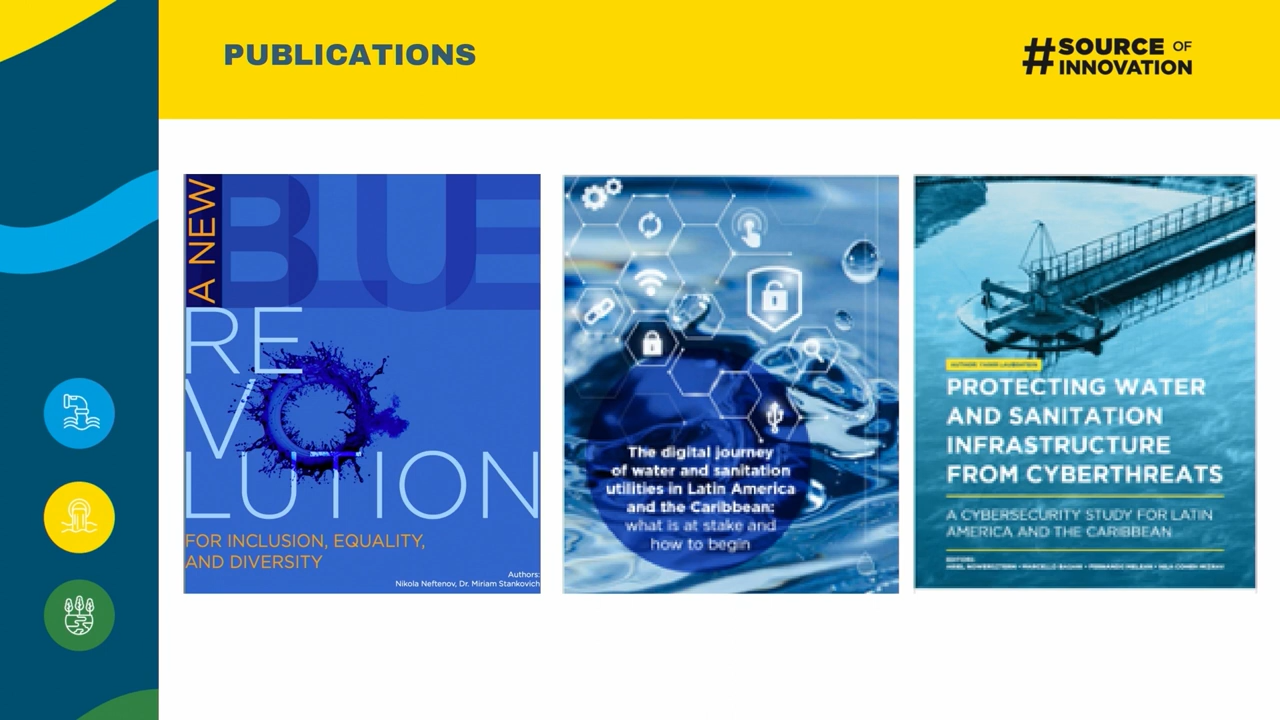 PUBLICATIONS
#SOURCE OF
INNOVATION
A NEW
BLUE
RE
VO
LUTION
FOR INCLUSION, EQUALITY,
AND DIVERSITY
Authors:
Nikola Neftenov, Dr. Miriam Stankovich
The digital journey
of water and sanitation
utilities in Latin America
and the Caribbean:
what is at stake and
how to begin
PROTECTING WATER
AND SANITATION
INFRASTRUCTURE
FROM CYBERTHREATS
A CYBERSECURITY STUDY FOR LATIN
AMERICA AND THE CARIBBEAN
EDITORS: